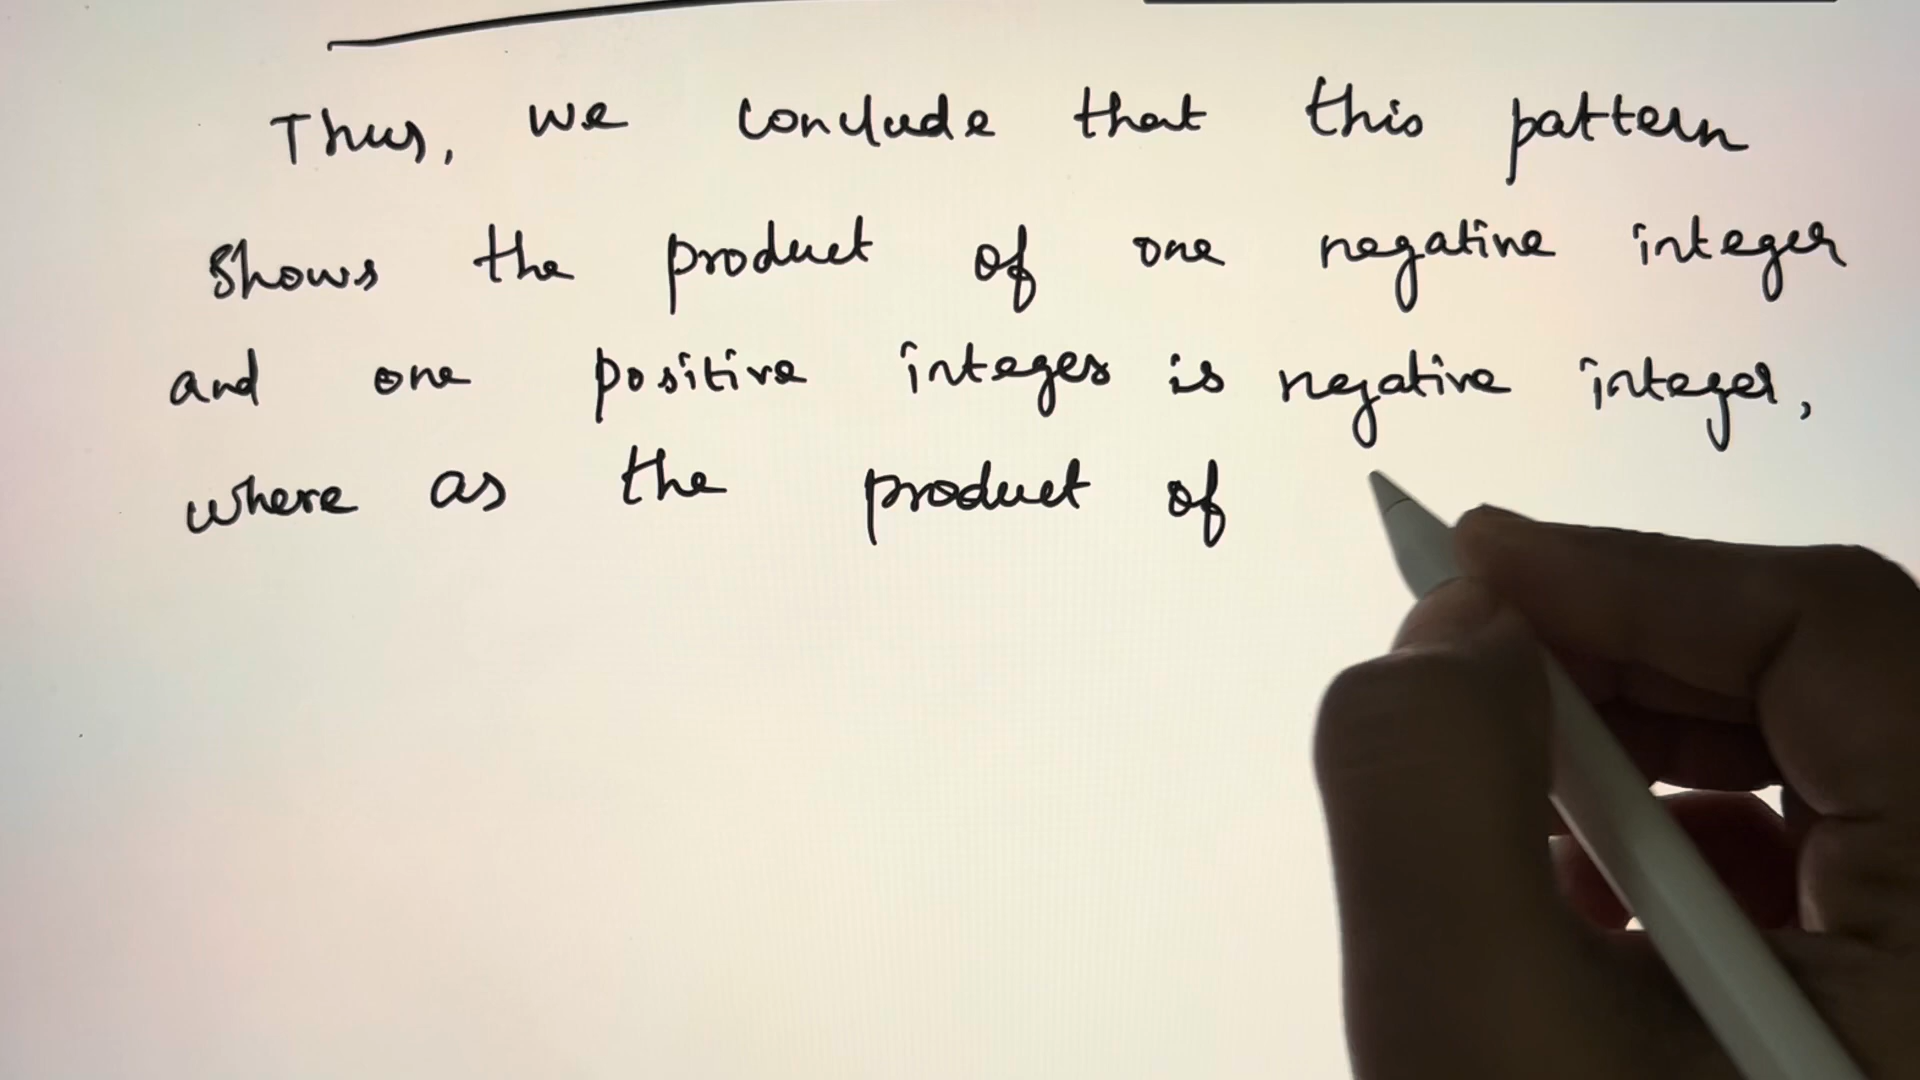 Thus, we conclude that this pattern
shows the product of one negative integer
and one positive integer is negative integer,
where as the product of